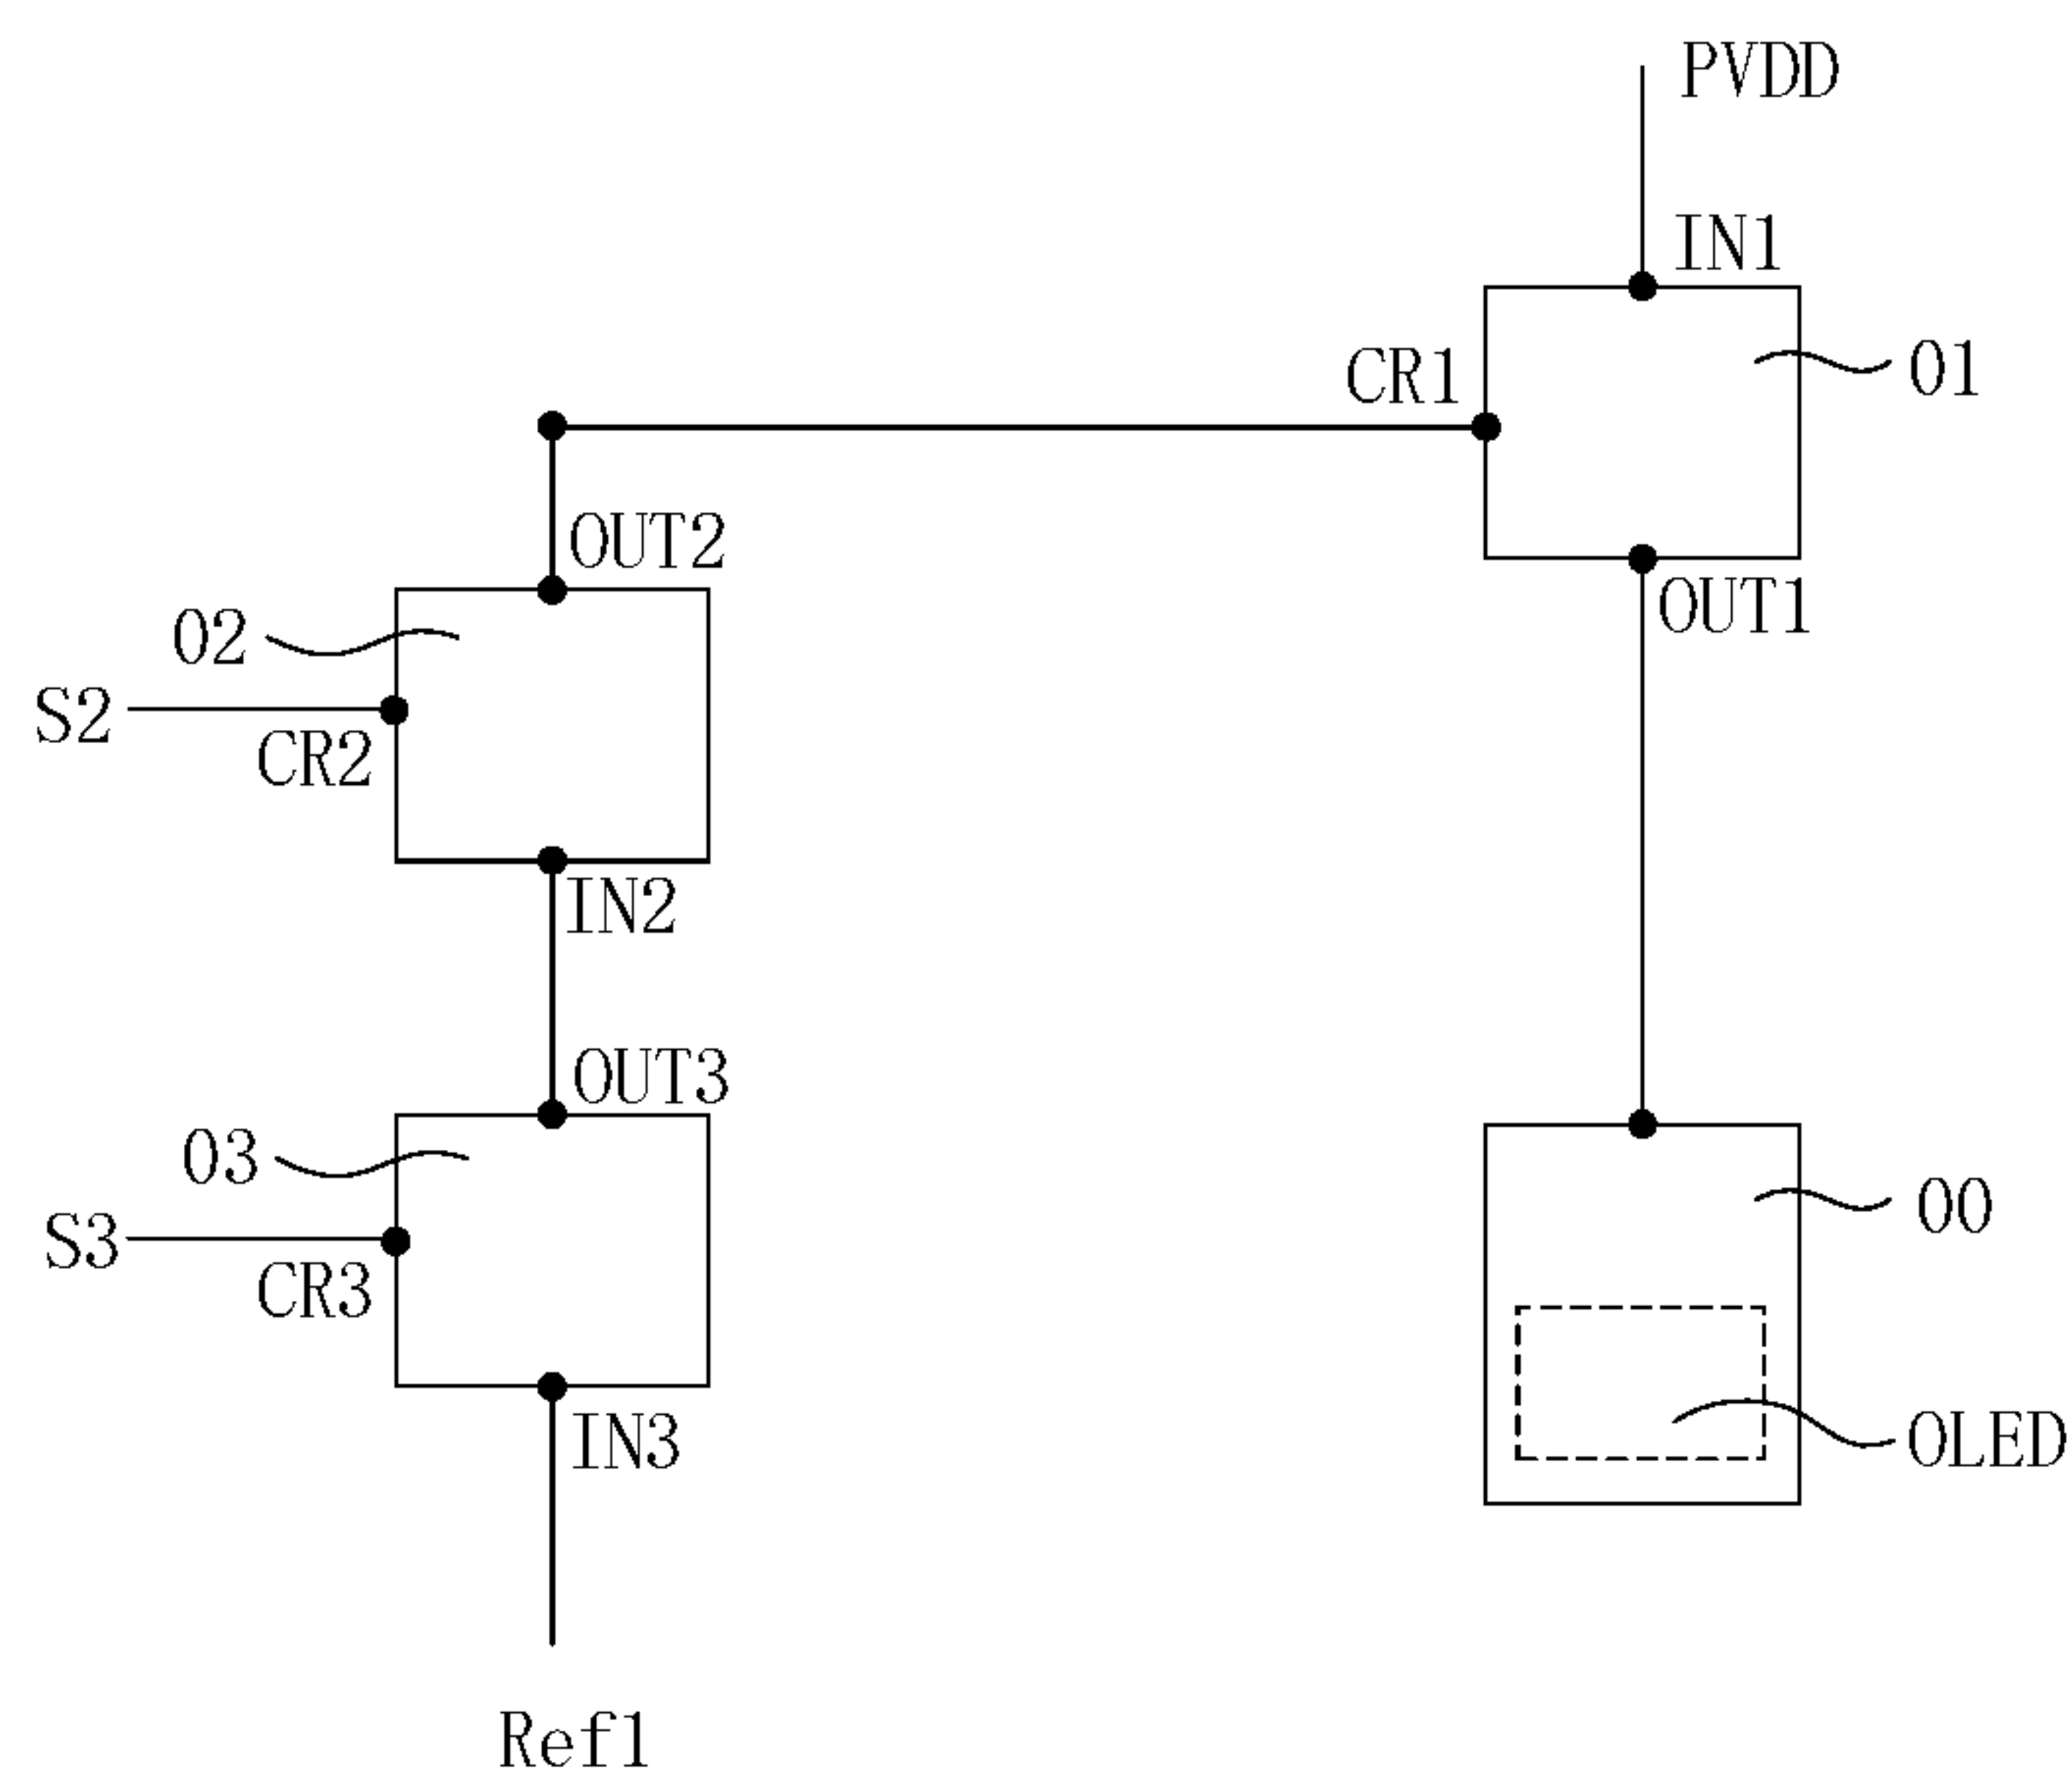 PVDD
IN1
01
CR1
OUT2
OUT1
02
S2
CR2
IN2
OUT3
03
00
S3
CR3
IN3
OLED
Ref1